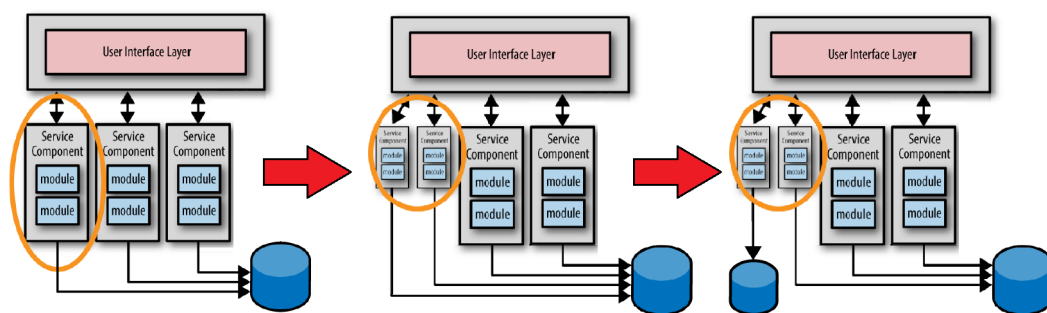 User Interface Layer
Service
Component
module
module
Service
Component
module
module
Service
Component
module
module
User Interface Layer
Service
Component
module
module
Service
Component
module
module
Service
Component
module
module
Service
Component
module
module
User Interface Layer
Service
Component
module
module
Service
Component
module
module
Service
Component
module
module
Service
Component
module
module